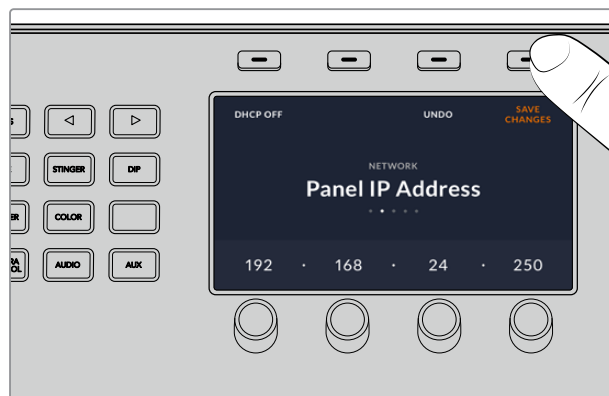 DHCP OFF
UNDO
SAVE
CHANGES
NETWORK
Panel IP Address
192 · 168 · 24 · 250
STINGER
DIP
COLOR
AUDIO
AUX